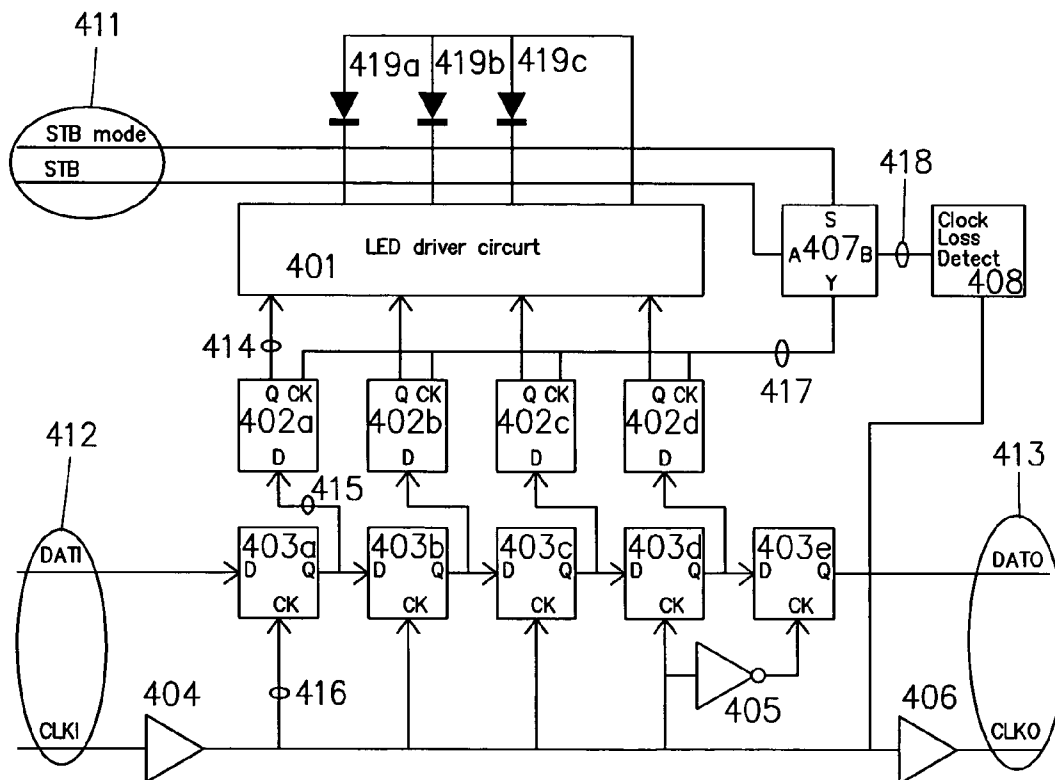 411
419a 419b 419c
STB mode
STB
418
S
A 407 B
Y
Clock
Loss
Detect
408
LED driver circurt
401
414
417
Q CK
402a
D
Q CK
402b
D
Q CK
402c
D
Q CK
402d
D
412
413
415
DATI
403a
D Q
CK
403b
D Q
CK
403c
D Q
CK
403d
D Q
CK
403e
D Q
CK
DATO
404
416
405
406
CLKI
CLKO